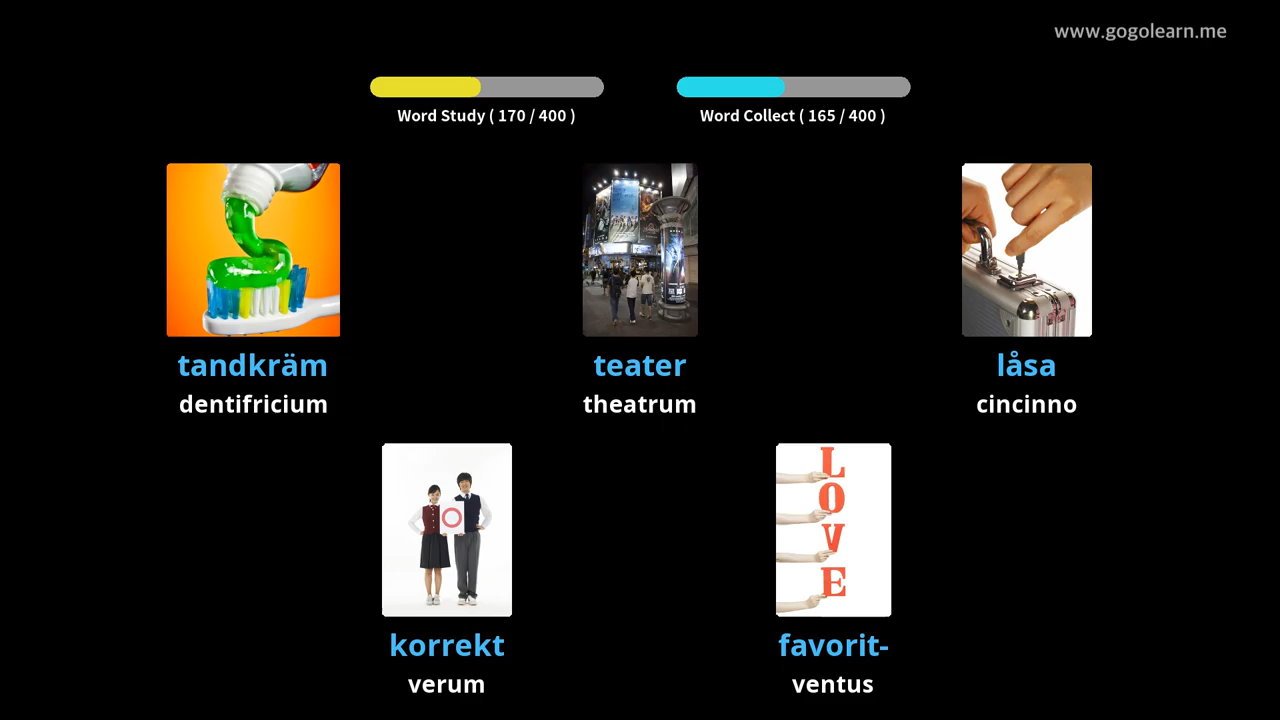 www.gogolearn.me
Word Study ( 170 / 400 )
Word Collect ( 165 / 400 )
tandkräm
dentifricium
teater
theatrum
låsa
cincinno
L
O
V
E
korrekt
verum
favorit-
ventus